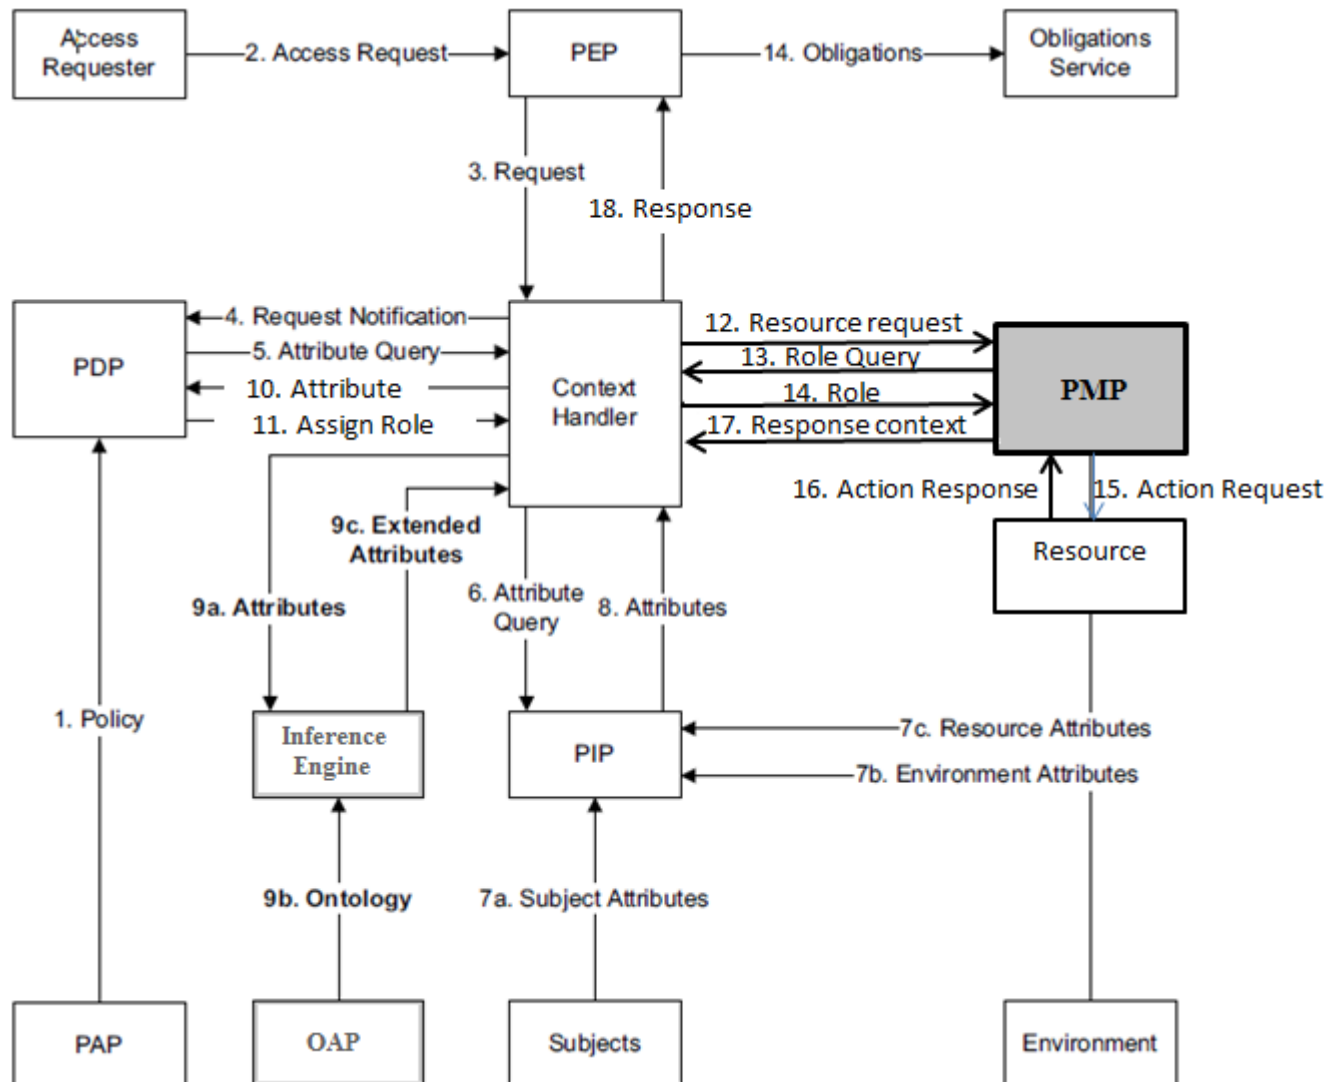 Access
Requester
2. Access Request
PEP
14. Obligations
Obligations
Service
3. Request
18. Response
PDP
4. Request Notification
5. Attribute Query
10. Attribute
11. Assign Role
Context
Handler
12. Resource request
13. Role Query
14. Role
17. Response context
PMP
16. Action Response
15. Action Request
Resource
9c. Extended
Attributes
9a. Attributes
6. Attribute
Query
8. Attributes
1. Policy
Inference
Engine
PIP
7c. Resource Attributes
7b. Environment Attributes
9b. Ontology
7a. Subject Attributes
PAP
OAP
Subjects
Environment